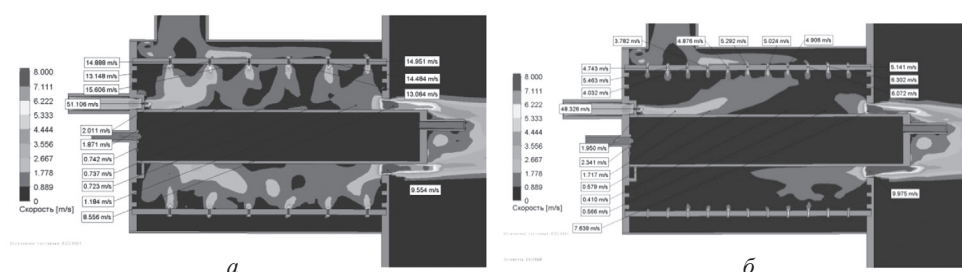 14.888 m/s
13.148 m/s
15.606 m/s
51.106 m/s
2.011 m/s
1.871 m/s
0.742 m/s
0.737 m/s
0.723 m/s
1.184 m/s
8.556 m/s
14.951 m/s
14.484 m/s
13.064 m/s
9.554 m/s
8.000
7.111
6.222
5.333
4.444
3.556
2.667
1.778
0.889
0
Скорость [m/s]
а
3.782 m/s
4.876 m/s
5.292 m/s
5.024 m/s
4.908 m/s
4.743 m/s
5.463 m/s
4.032 m/s
48.326 m/s
1.950 m/s
2.341 m/s
1.717 m/s
0.579 m/s
0.410 m/s
0.566 m/s
7.639 m/s
5.141 m/s
6.302 m/s
6.072 m/s
9.975 m/s
8.000
7.111
6.222
5.333
4.444
3.556
2.667
1.778
0.889
0
Скорость [m/s]
б